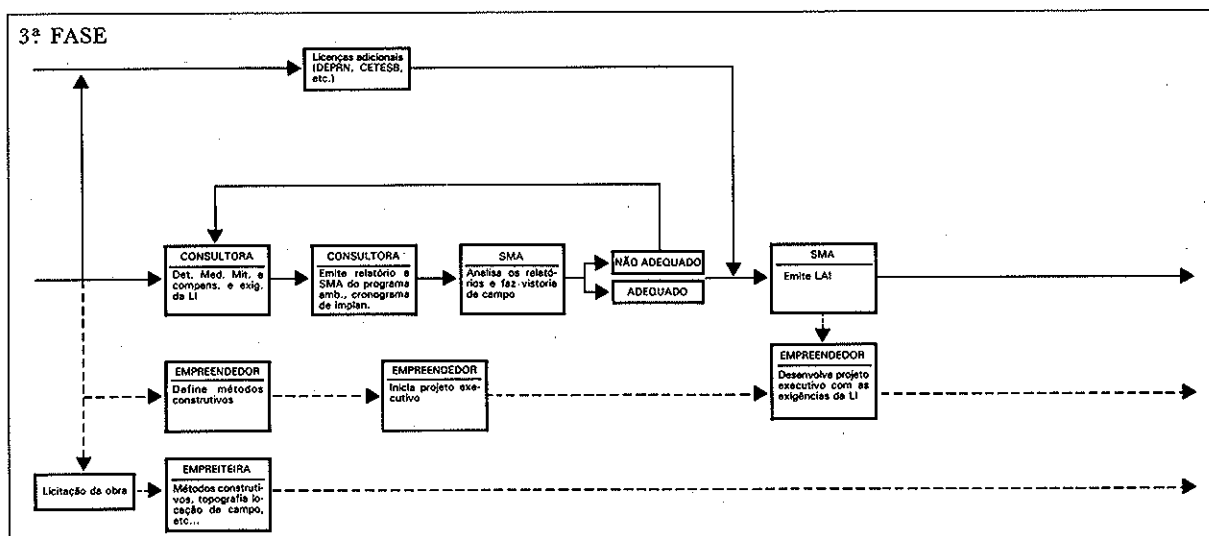 3ª FASE
Licenças adicionais
(DEPRN, CETESB,
etc.)
CONSULTORA
Det. Med. Mit. e
compens. e exig.
da LI
CONSULTORA
Emite relatório a
SMA do programa
amb., cronograma
de implan.
SMA
Analisa os relató-
rios e faz vistoria
de campo
NÃO ADEQUADO
ADEQUADO
SMA
Emite LAI
EMPREENDEDOR
Define métodos
construtivos
EMPREENDEDOR
Inicia projeto exe-
cutivo
EMPREENDEDOR
Desenvolve projeto
executivo com as
exigências da LI
Licitação da obra
EMPREITEIRA
Métodos construti-
vos, topografia lo-
cação de campo,
etc...